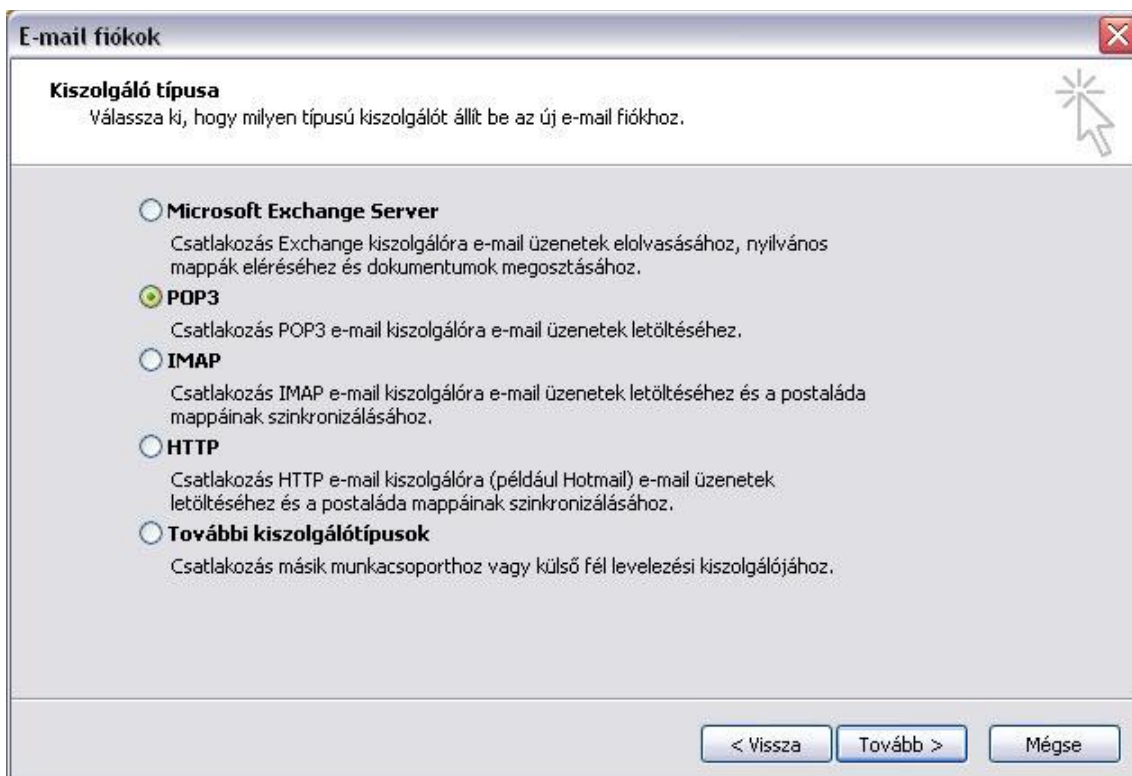 E-mail fiókok
Kiszolgáló típusa
Válassza ki, hogy milyen típusú kiszolgálót állít be az új e-mail fiókhoz.
Microsoft Exchange Server
Csatlakozás Exchange kiszolgálóra e-mail üzenetek elolvasásához, nyilvános
mappák eléréséhez és dokumentumok megosztásához.
POP3
Csatlakozás POP3 e-mail kiszolgálóra e-mail üzenetek letöltéséhez.
IMAP
Csatlakozás IMAP e-mail kiszolgálóra e-mail üzenetek letöltéséhez és a postaláda
mappáinak szinkronizálásához.
HTTP
Csatlakozás HTTP e-mail kiszolgálóra (például Hotmail) e-mail üzenetek
letöltéséhez és a postaláda mappáinak szinkronizálásához.
További kiszolgálótípusok
Csatlakozás másik munkacsoporthoz vagy külső fél levelezési kiszolgálójához.
< Vissza Tovább > Mégse